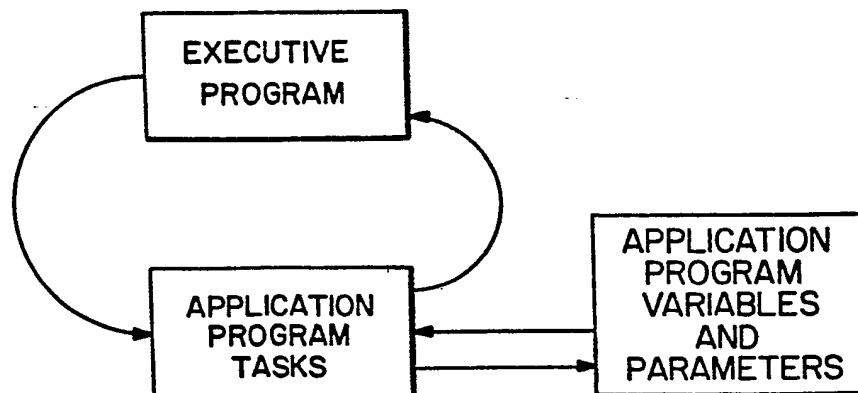 EXECUTIVE
PROGRAM
APPLICATION
PROGRAM
TASKS
APPLICATION
PROGRAM
VARIABLES
AND
PARAMETERS